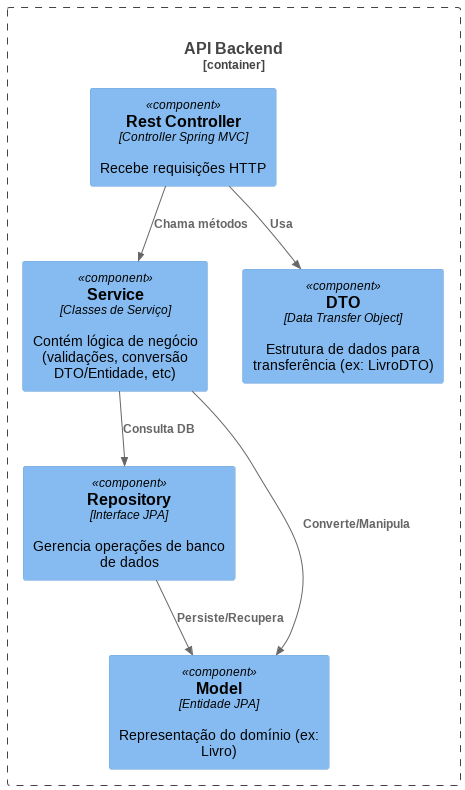 API Backend
[container]
«component»
Rest Controller
[Controller Spring MVC]
Recebe requisições HTTP
Chama métodos
Usa
«component»
Service
[Classes de Serviço]
Contém lógica de negócio
(validações, conversão
DTO/Entidade, etc)
«component»
DTO
[Data Transfer Object]
Estrutura de dados para
transferência (ex: LivroDTO)
Consulta DB
«component»
Repository
[Interface JPA]
Gerencia operações de banco
de dados
Converte/Manipula
Persiste/Recupera
«component»
Model
[Entidade JPA]
Representação do domínio (ex:
Livro)